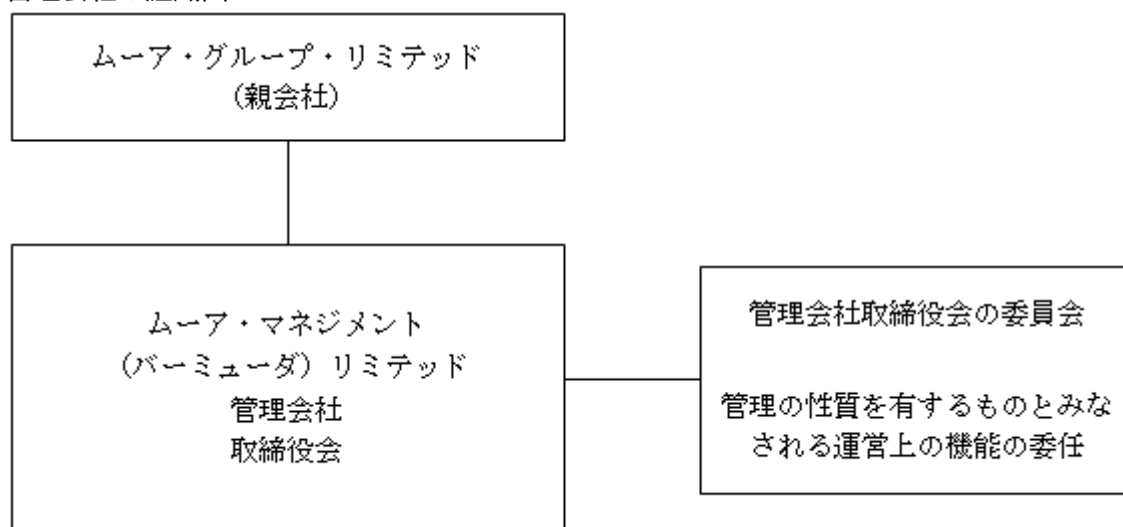 ムーア・グループ・リミテッド
（親会社）
ムーア・マネジメント
（バーミューダ）リミテッド
管理会社
取締役会
管理会社取締役会の委員会
管理の性質を有するものとみな
される運営上の機能の委任